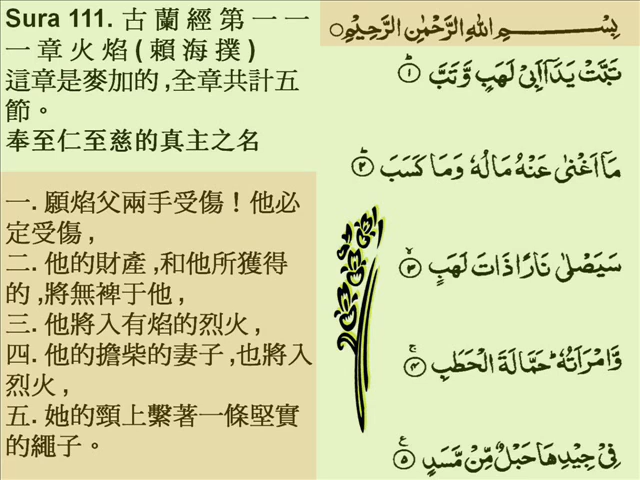 Sura 111. 古 蘭 經 第 一 一
一 章 火 焰 ( 賴 海 撲 )
這章是麥加的 ,全章共計五
節。
奉至仁至慈的真主之名
一. 願焰父兩手受傷！他必
定受傷 ,
二. 他的財產 ,和他所獲得
的 ,將無裨于他 ,
三. 他將入有焰的烈火 ,
四. 他的擔柴的妻子 ,也將入
烈火 ,
五. 她的頸上繫著一條堅實
的繩子。
بِسْمِ اللهِ الرَّحْمٰنِ الرَّحِيْمِ
تَبَّتْ يَدَاۤ اَبِىْ لَهَبٍ وَّتَبَّ ۱
مَاۤ اَغْنٰى عَنْهُ مَالُهٗ وَمَا كَسَبَ ۲
سَيَصْلٰى نَارًا ذَاتَ لَهَبٍ ۳
وَّامْرَاَتُهٗ حَمَّالَةَ الْحَطَبِ ۴
فِىْ جِيْدِهَا حَبْلٌ مِّنْ مَّسَدٍ ۵